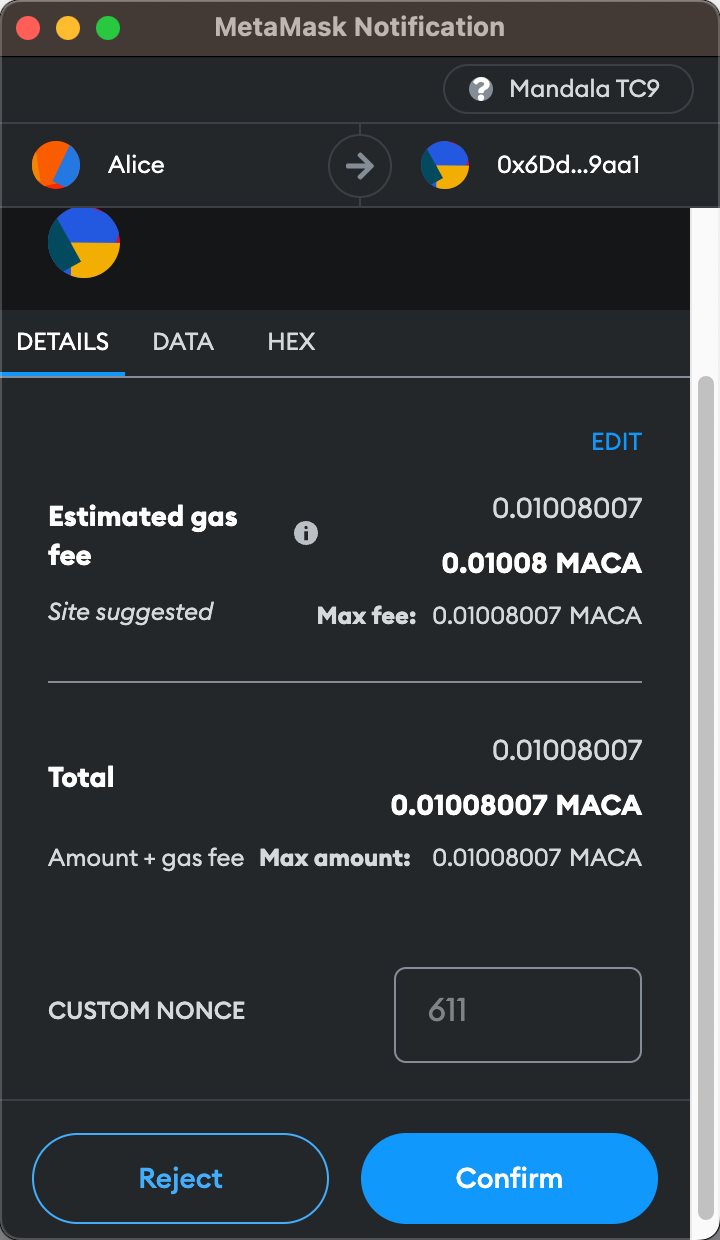 MetaMask Notification
Mandala TC9
Alice
0x6Dd...9aa1
DETAILS DATA HEX
EDIT
Estimated gas fee
0.01008007
0.01008 MACA
Site suggested
Max fee: 0.01008007 MACA
0.01008007
Total
0.01008007 MACA
Amount + gas fee Max amount: 0.01008007 MACA
CUSTOM NONCE
611
Reject
Confirm